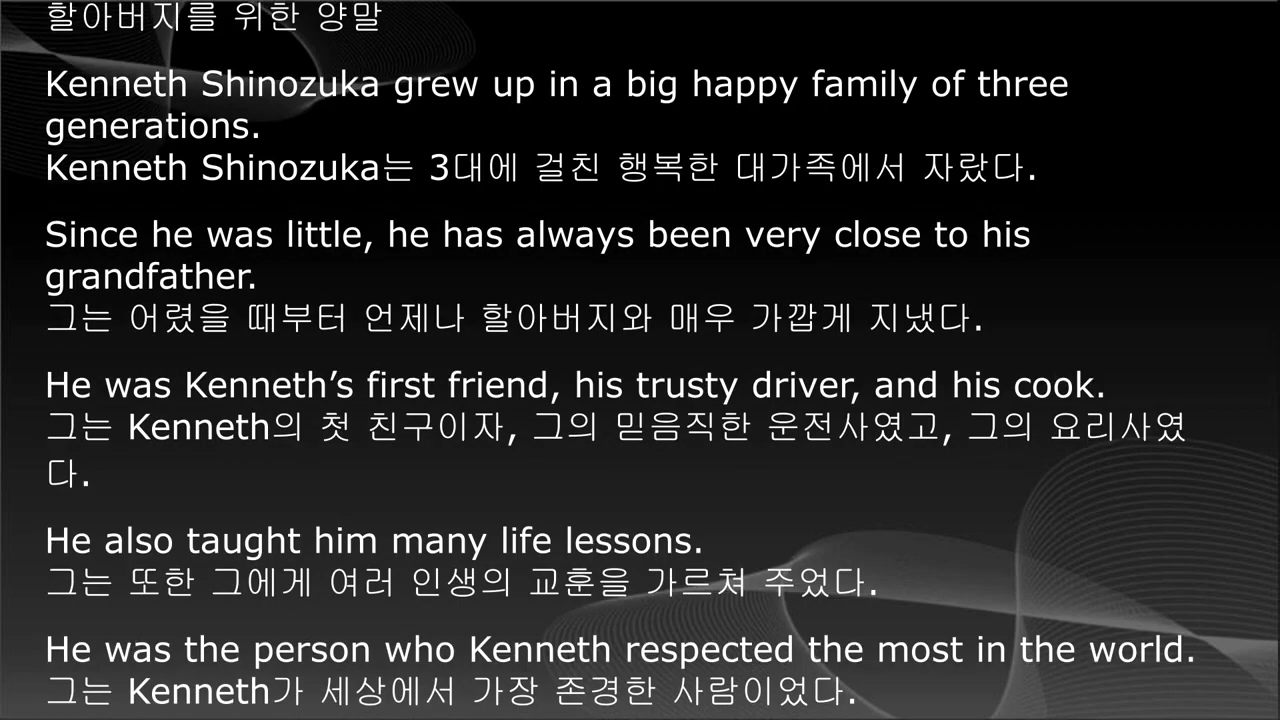 할아버지를 위한 양말
Kenneth Shinozuka grew up in a big happy family of three
generations.
Kenneth Shinozuka는 3대에 걸친 행복한 대가족에서 자랐다.
Since he was little, he has always been very close to his
grandfather.
그는 어렸을 때부터 언제나 할아버지와 매우 가깝게 지냈다.
He was Kenneth’s first friend, his trusty driver, and his cook.
그는 Kenneth의 첫 친구이자, 그의 믿음직한 운전사였고, 그의 요리사였
다.
He also taught him many life lessons.
그는 또한 그에게 여러 인생의 교훈을 가르쳐 주었다.
He was the person who Kenneth respected the most in the world.
그는 Kenneth가 세상에서 가장 존경한 사람이었다.